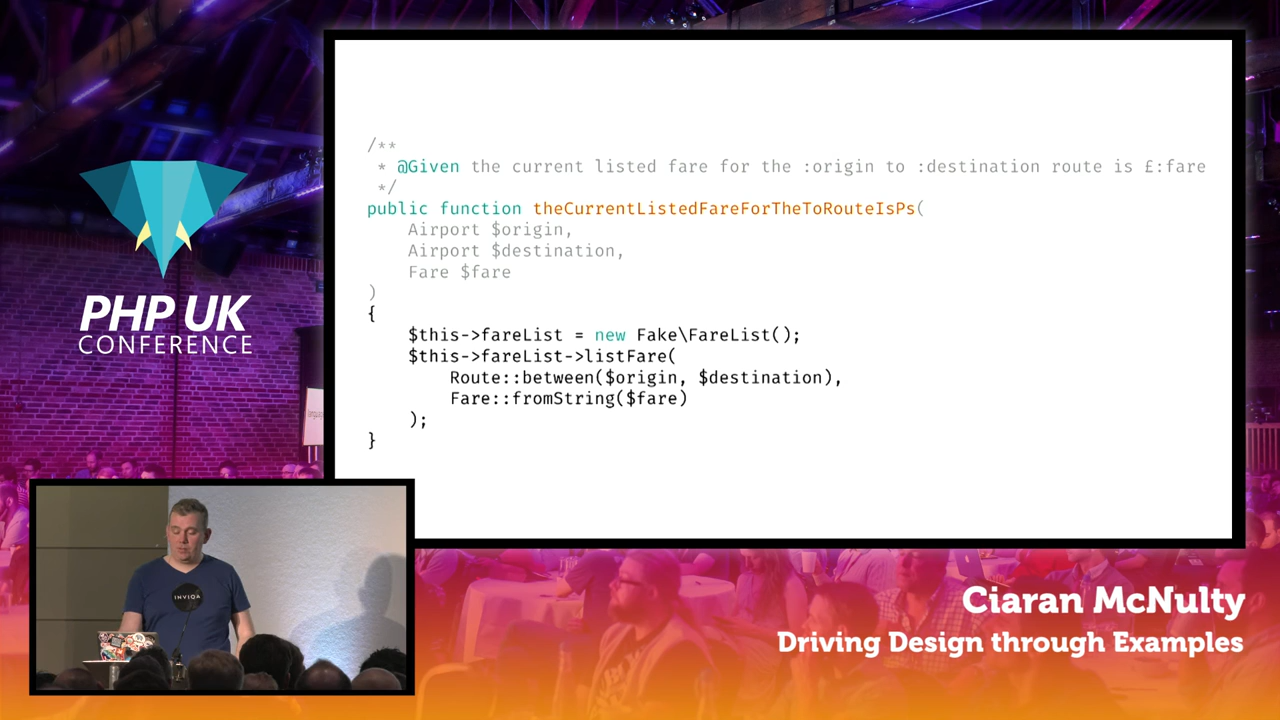 /**
 * @Given the current listed fare for the :origin to :destination route is £:fare
 */
public function theCurrentListedFareForTheToRouteIsPs(
    Airport $origin,
    Airport $destination,
    Fare $fare
)
{
    $this->fareList = new Fake\FareList();
    $this->fareList->listFare(
        Route::between($origin, $destination),
        Fare::fromString($fare)
    );
}
PHP UK
CONFERENCE
INVIQA
Ciaran McNulty
Driving Design through Examples